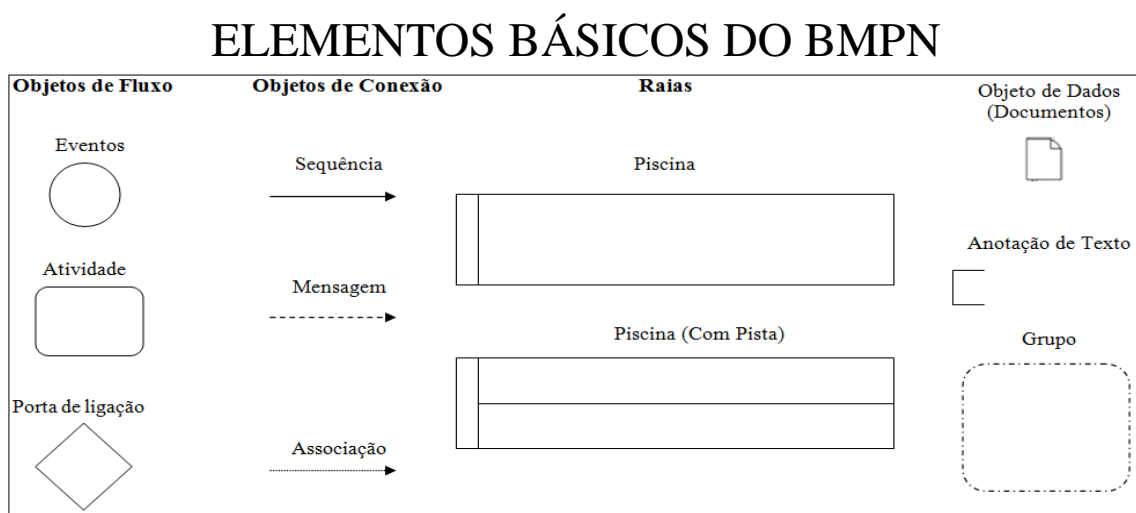 ELEMENTOS BÁSICOS DO BMPN
Objetos de Fluxo
Eventos
Atividade
Porta de ligação
Objetos de Conexão
Sequência
Mensagem
Associação
Raias
Piscina
Piscina (Com Pista)
Objeto de Dados
(Documentos)
Anotação de Texto
Grupo